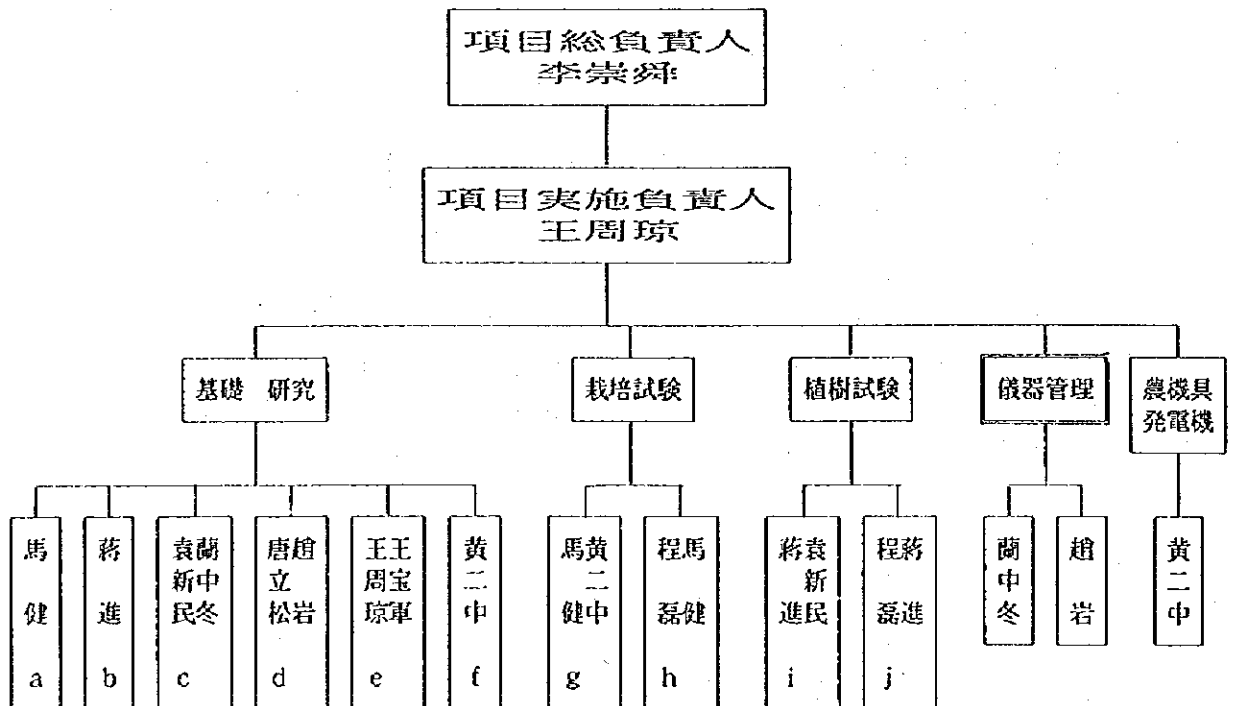 項目総負責人
李崇舜
項目実施負責人
王周琼
基礎 研究
栽培試験
植樹試験
儀器管理
農機具
発電機
馬健
a
蒋進
b
蘭中冬
袁新民
c
趙岩
唐立松
d
王宝軍
王周琼
e
黄二中
f
黄二中
馬健
g
馬健
程磊
h
袁新民
蒋進
i
蒋進
程磊
j
蘭中冬
趙岩
黄二中